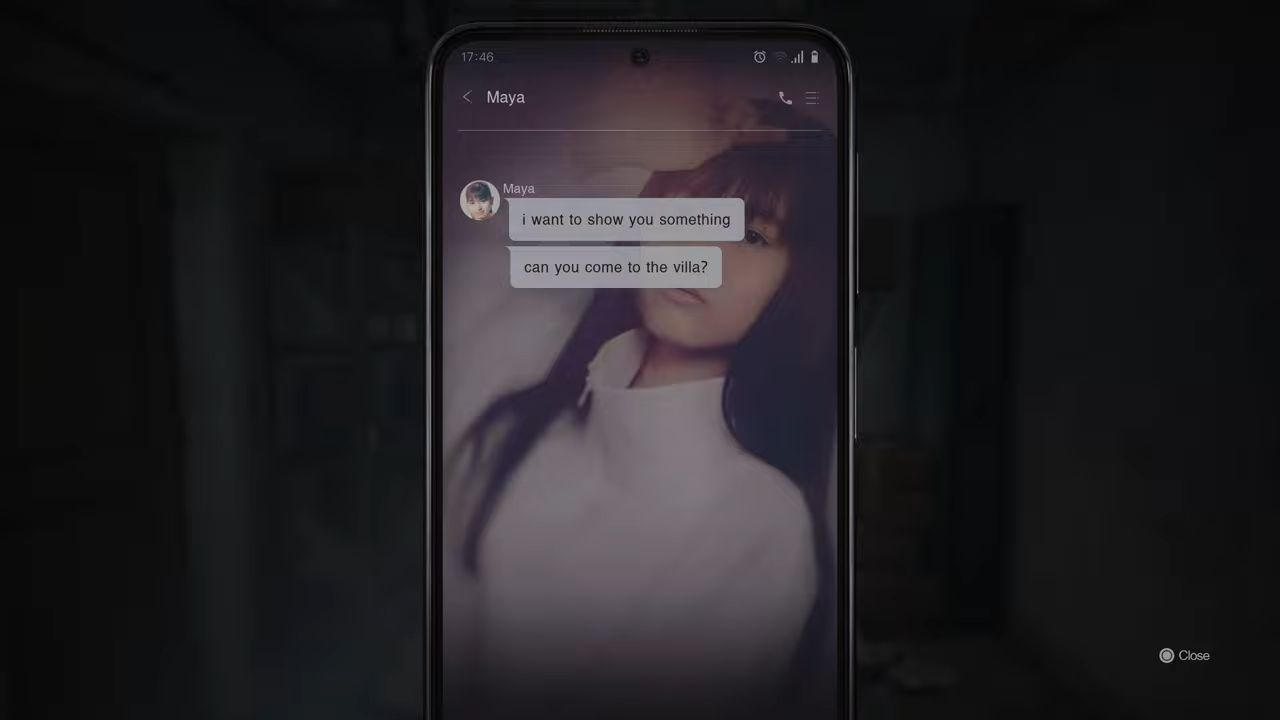 17:46
Maya
Maya
i want to show you something
can you come to the villa?
Close